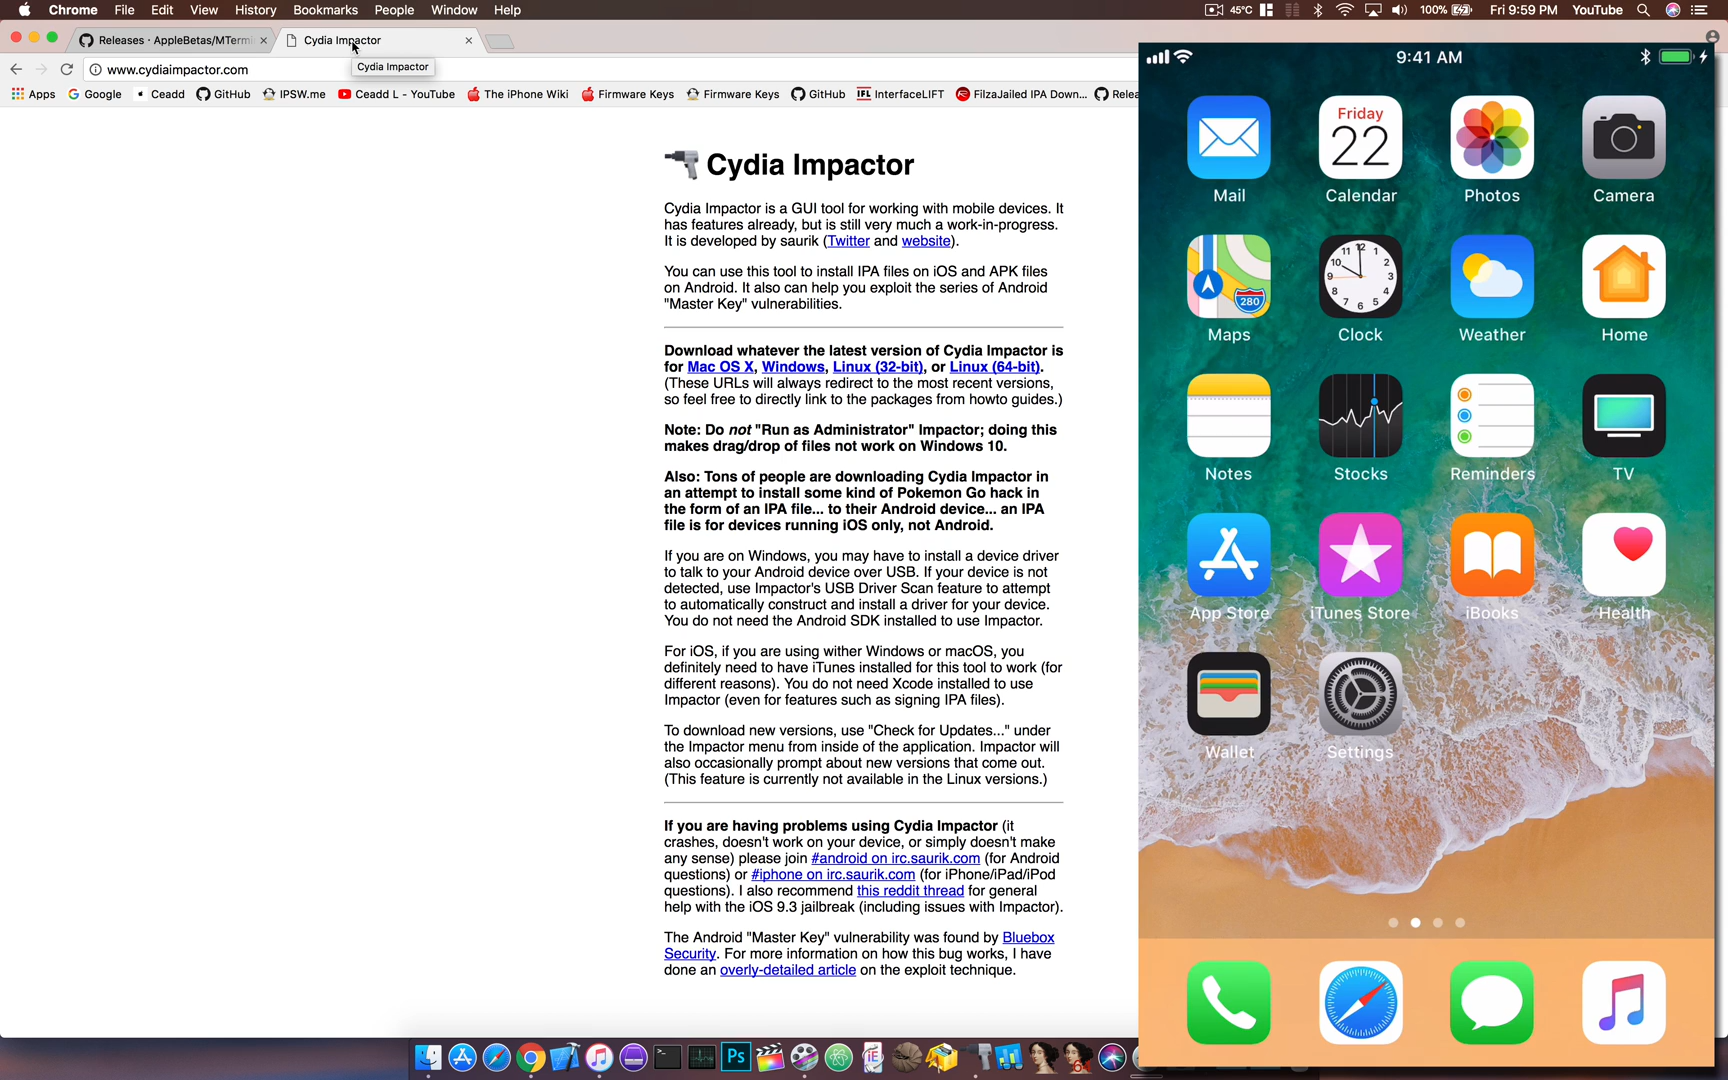 Chrome File Edit View History Bookmarks People Window Help
45°C 100% Fri 9:59 PM YouTube
Releases · AppleBetas/MTermi
Cydia Impactor
www.cydiaimpactor.com
Cydia Impactor
Apps Google Ceadd GitHub IPSW.me Ceadd L - YouTube The iPhone Wiki Firmware Keys Firmware Keys GitHub InterfaceLIFT FilzaJailed IPA Down... Relea
Cydia Impactor
Cydia Impactor is a GUI tool for working with mobile devices. It
has features already, but is still very much a work-in-progress.
It is developed by saurik (Twitter and website).
You can use this tool to install IPA files on iOS and APK files
on Android. It also can help you exploit the series of Android
"Master Key" vulnerabilities.
Download whatever the latest version of Cydia Impactor is
for Mac OS X, Windows, Linux (32-bit), or Linux (64-bit).
(These URLs will always redirect to the most recent versions,
so feel free to directly link to the packages from howto guides.)
Note: Do not "Run as Administrator" Impactor; doing this
makes drag/drop of files not work on Windows 10.
Also: Tons of people are downloading Cydia Impactor in
an attempt to install some kind of Pokemon Go hack in
the form of an IPA file... to their Android device... an IPA
file is for devices running iOS only, not Android.
If you are on Windows, you may have to install a device driver
to talk to your Android device over USB. If your device is not
detected, use Impactor's USB Driver Scan feature to attempt
to automatically construct and install a driver for your device.
You do not need the Android SDK installed to use Impactor.
For iOS, if you are using wither Windows or macOS, you
definitely need to have iTunes installed for this tool to work (for
different reasons). You do not need Xcode installed to use
Impactor (even for features such as signing IPA files).
To download new versions, use "Check for Updates..." under
the Impactor menu from inside of the application. Impactor will
also occasionally prompt about new versions that come out.
(This feature is currently not available in the Linux versions.)
If you are having problems using Cydia Impactor (it
crashes, doesn't work on your device, or simply doesn't make
any sense) please join #android on irc.saurik.com (for Android
questions) or #iphone on irc.saurik.com (for iPhone/iPad/iPod
questions). I also recommend this reddit thread for general
help with the iOS 9.3 jailbreak (including issues with Impactor).
The Android "Master Key" vulnerability was found by Bluebox
Security. For more information on how this bug works, I have
done an overly-detailed article on the exploit technique.
9:41 AM
Friday
22
Mail Calendar Photos Camera
280
11 12 1
10 2
9 3
8 4
7 6 5
Maps Clock Weather Home
Notes Stocks Reminders TV
App Store iTunes Store iBooks Health
Wallet Settings
Ps